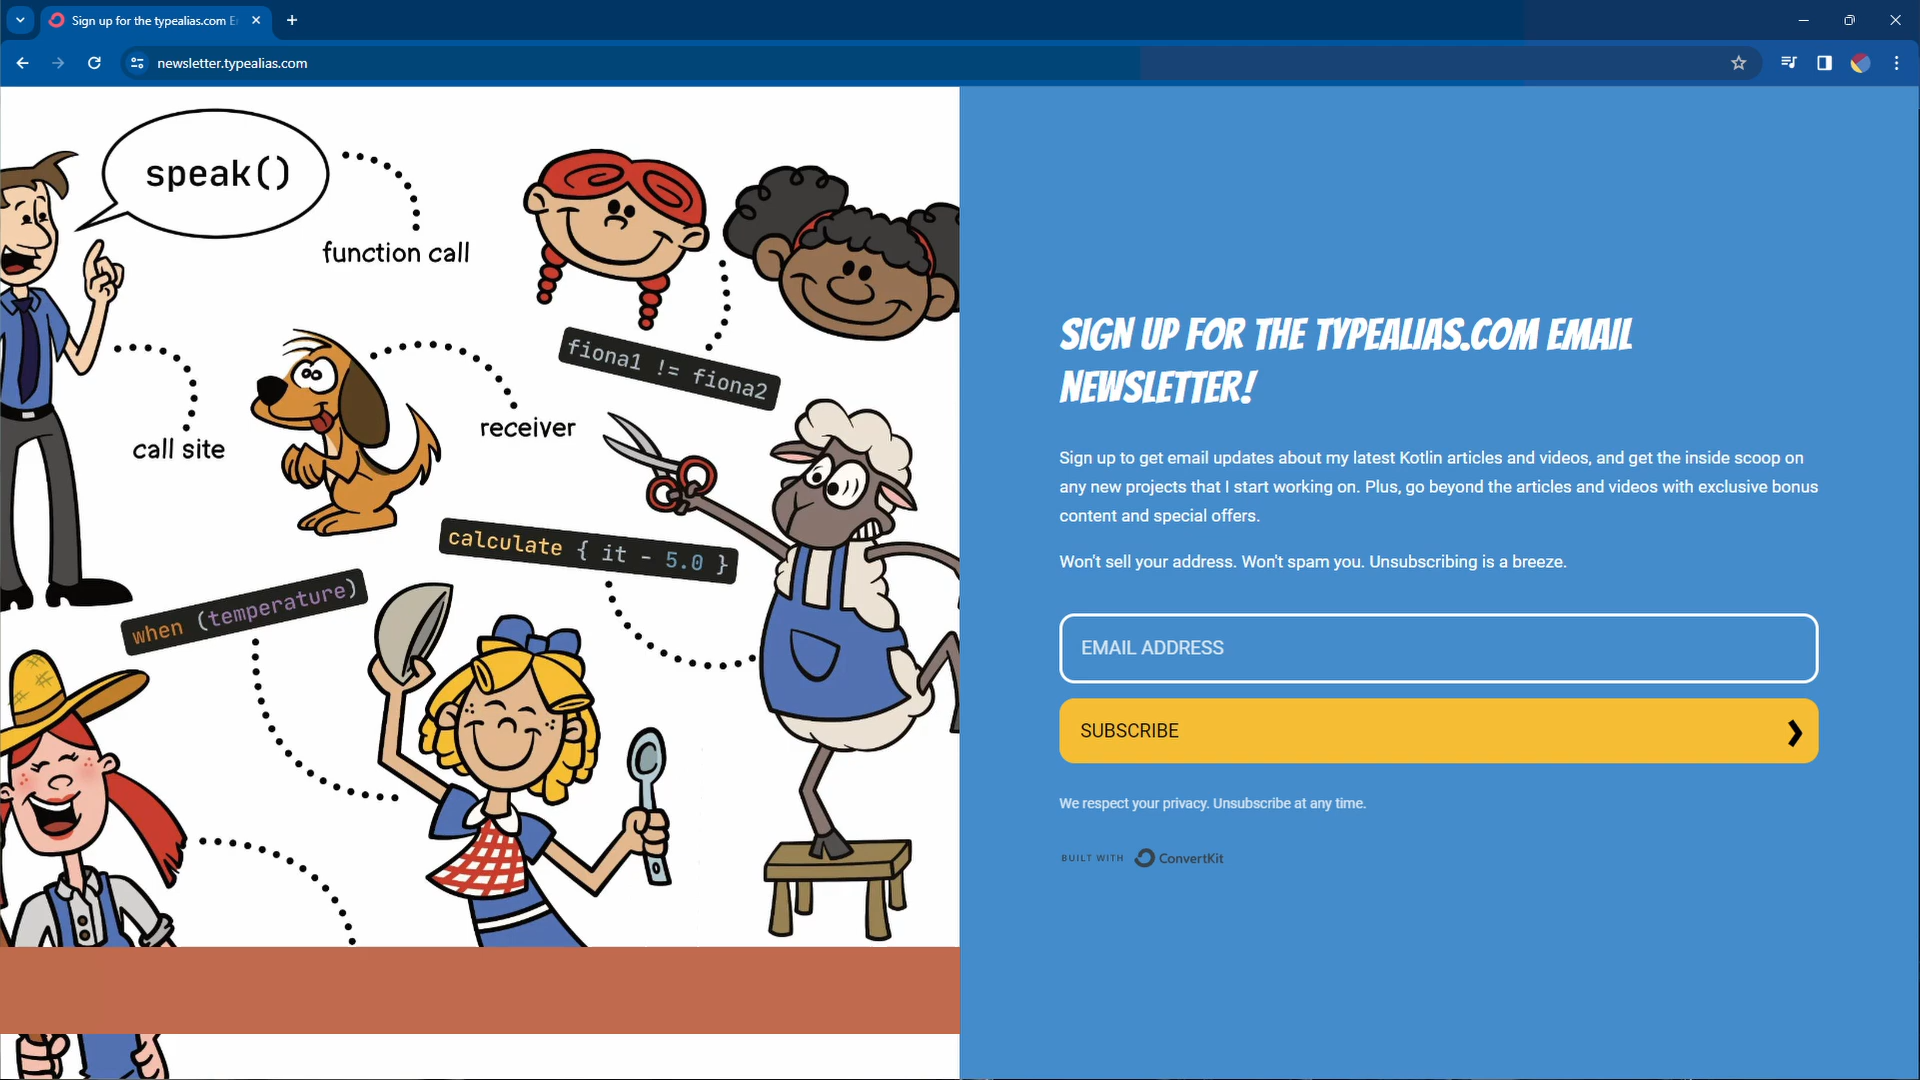 Sign up for the typealias.com E
newsletter.typealias.com
speak()
function call
fiona1 != fiona2
call site
receiver
calculate { it - 5.0 }
when (temperature)
SIGN UP FOR THE TYPEALIAS.COM EMAIL
NEWSLETTER!
Sign up to get email updates about my latest Kotlin articles and videos, and get the inside scoop on
any new projects that I start working on. Plus, go beyond the articles and videos with exclusive bonus
content and special offers.
Won't sell your address. Won't spam you. Unsubscribing is a breeze.
EMAIL ADDRESS
SUBSCRIBE
We respect your privacy. Unsubscribe at any time.
BUILT WITH ConvertKit